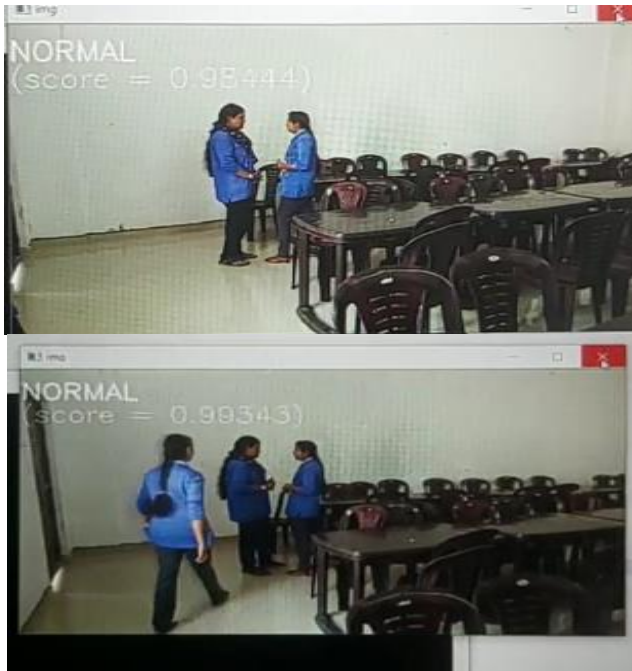 img
NORMAL
(score = 0.98444)
img
NORMAL
(score = 0.99343)